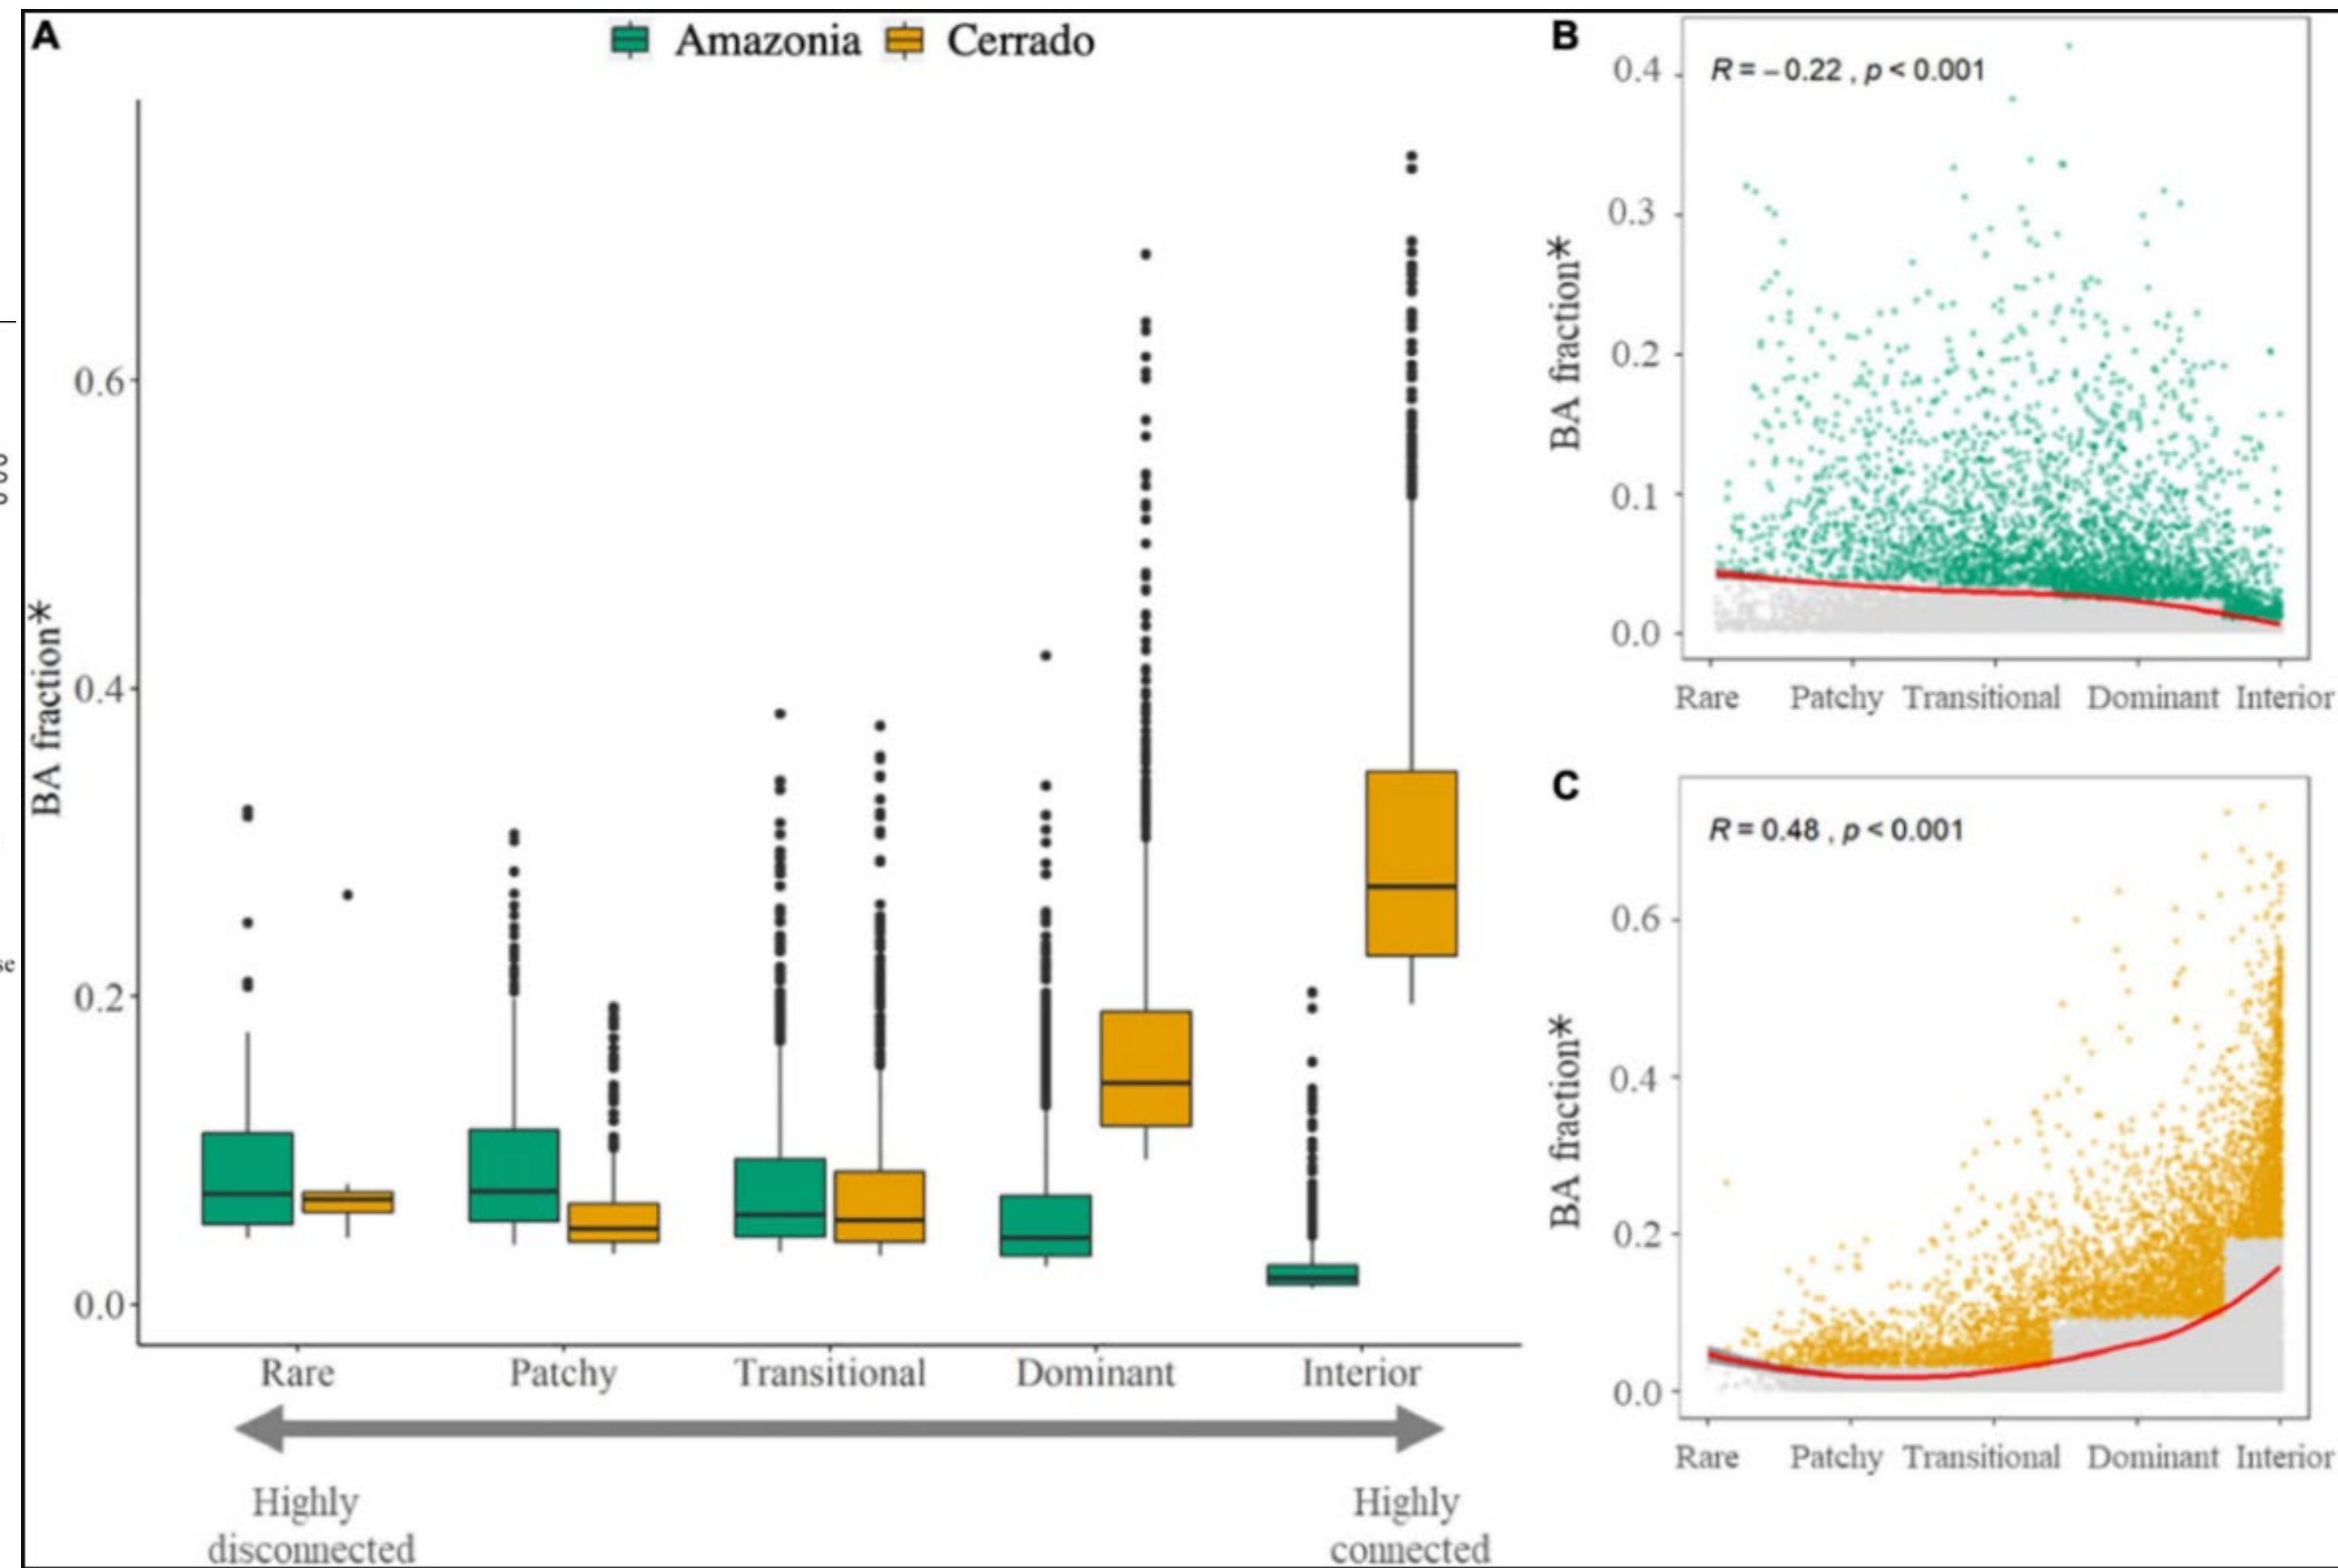 A
Amazonia Cerrado
BA fraction*
0.6
0.4
0.2
0.0
Rare Patchy Transitional Dominant Interior
Highly
disconnected
Highly
connected
B
R = – 0.22 , p < 0.001
BA fraction*
0.4
0.3
0.2
0.1
0.0
Rare Patchy Transitional Dominant Interior
C
R = 0.48 , p < 0.001
BA fraction*
0.6
0.4
0.2
0.0
Rare Patchy Transitional Dominant Interior
se